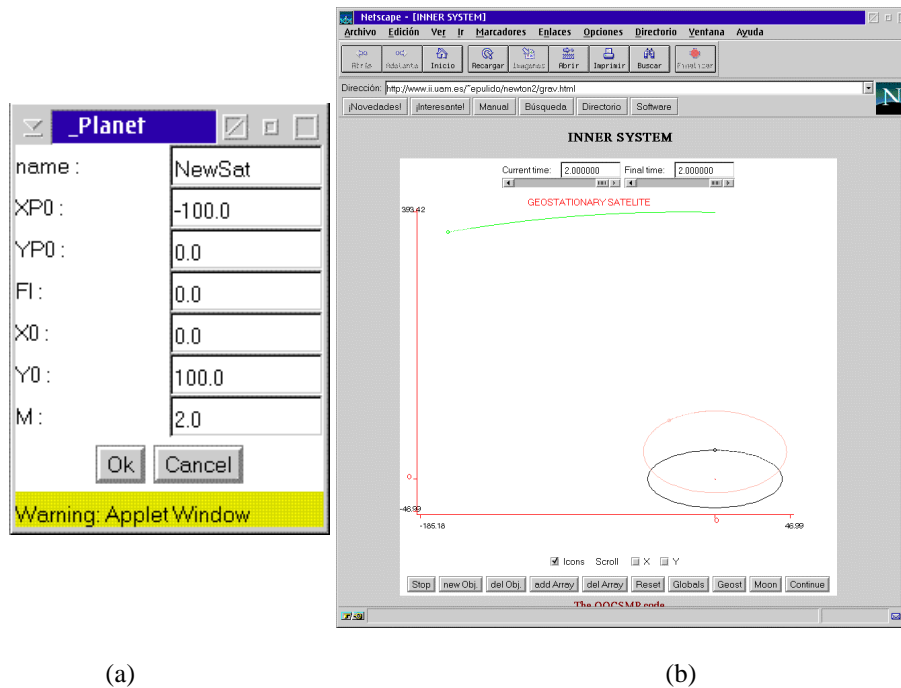 _Planet
name : NewSat
XP0 : -100.0
YP0 : 0.0
FI : 0.0
X0 : 0.0
Y0 : 100.0
M : 2.0
Ok Cancel
Warning: Applet Window
(a)
Netscape - [INNER SYSTEM]
Archivo Edición Ver Ir Marcadores Enlaces Opciones Directorio Ventana Ayuda
Atrás Adelante Inicio Recargar Imágenes Abrir Imprimir Buscar Finalizar
Dirección: http://www.ii.uam.es/~epulido/newton2/grav.html
N
¡Novedades! ¡Interesante! Manual Búsqueda Directorio Software
INNER SYSTEM
Current time: 2.000000 Final time: 2.000000
GEOSTATIONARY SATELITE
393.42
0
-46.99
-185.18 0 46.99
Icons Scroll X Y
Stop new Obj. del Obj. add Array del Array Reset Globals Geost Moon Continue
The OOCSMP code
(b)